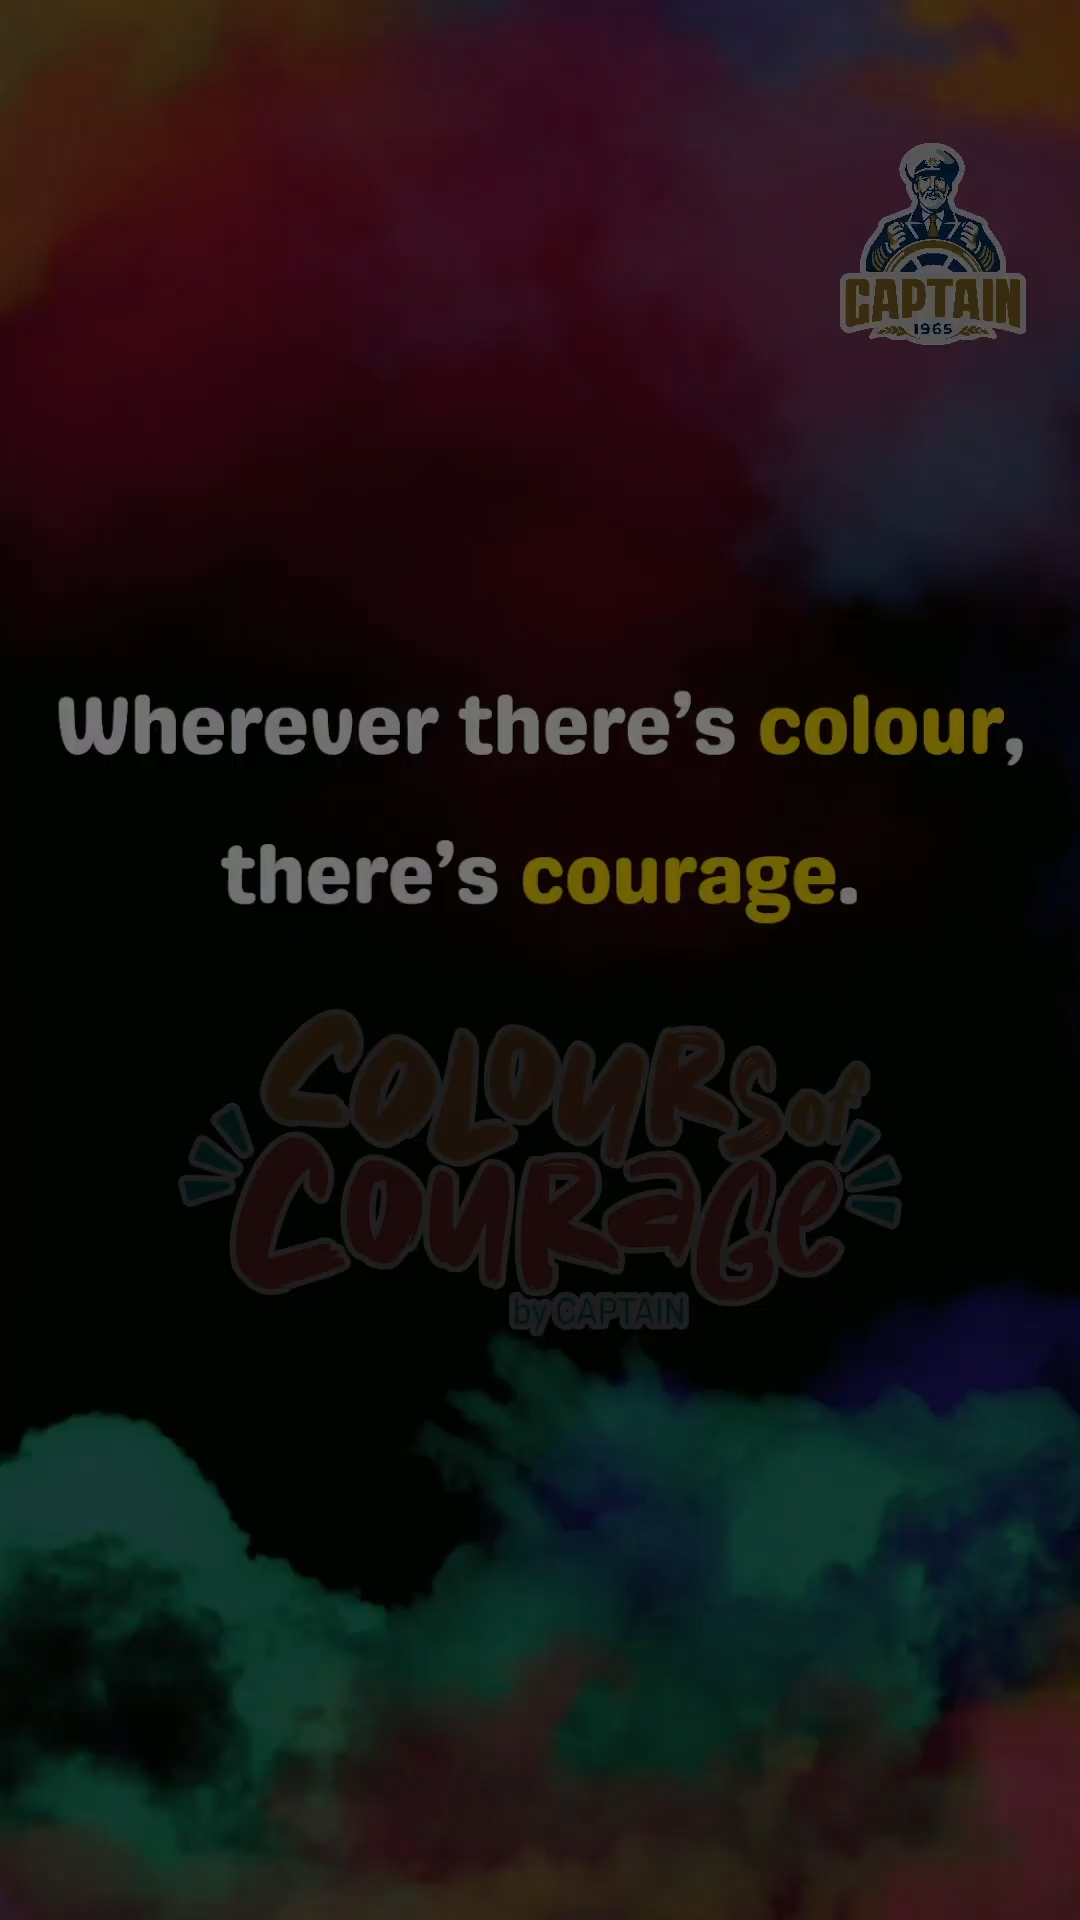 CAPTAIN
1965
Wherever there’s colour,
there’s courage.
COLOURS of
COURAGE
by CAPTAIN